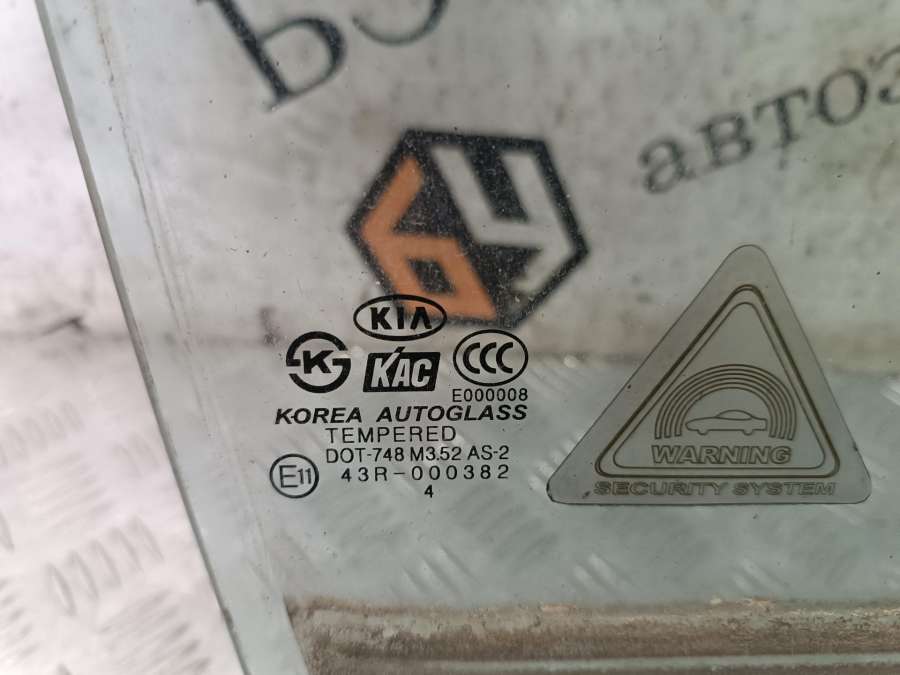 автоз
KIA
K
KAC
CCC
E000008
KOREA AUTOGLASS
TEMPERED
DOT-748 M3.52 AS-2
E11
43R-000382
4
WARNING
SECURITY SYSTEM